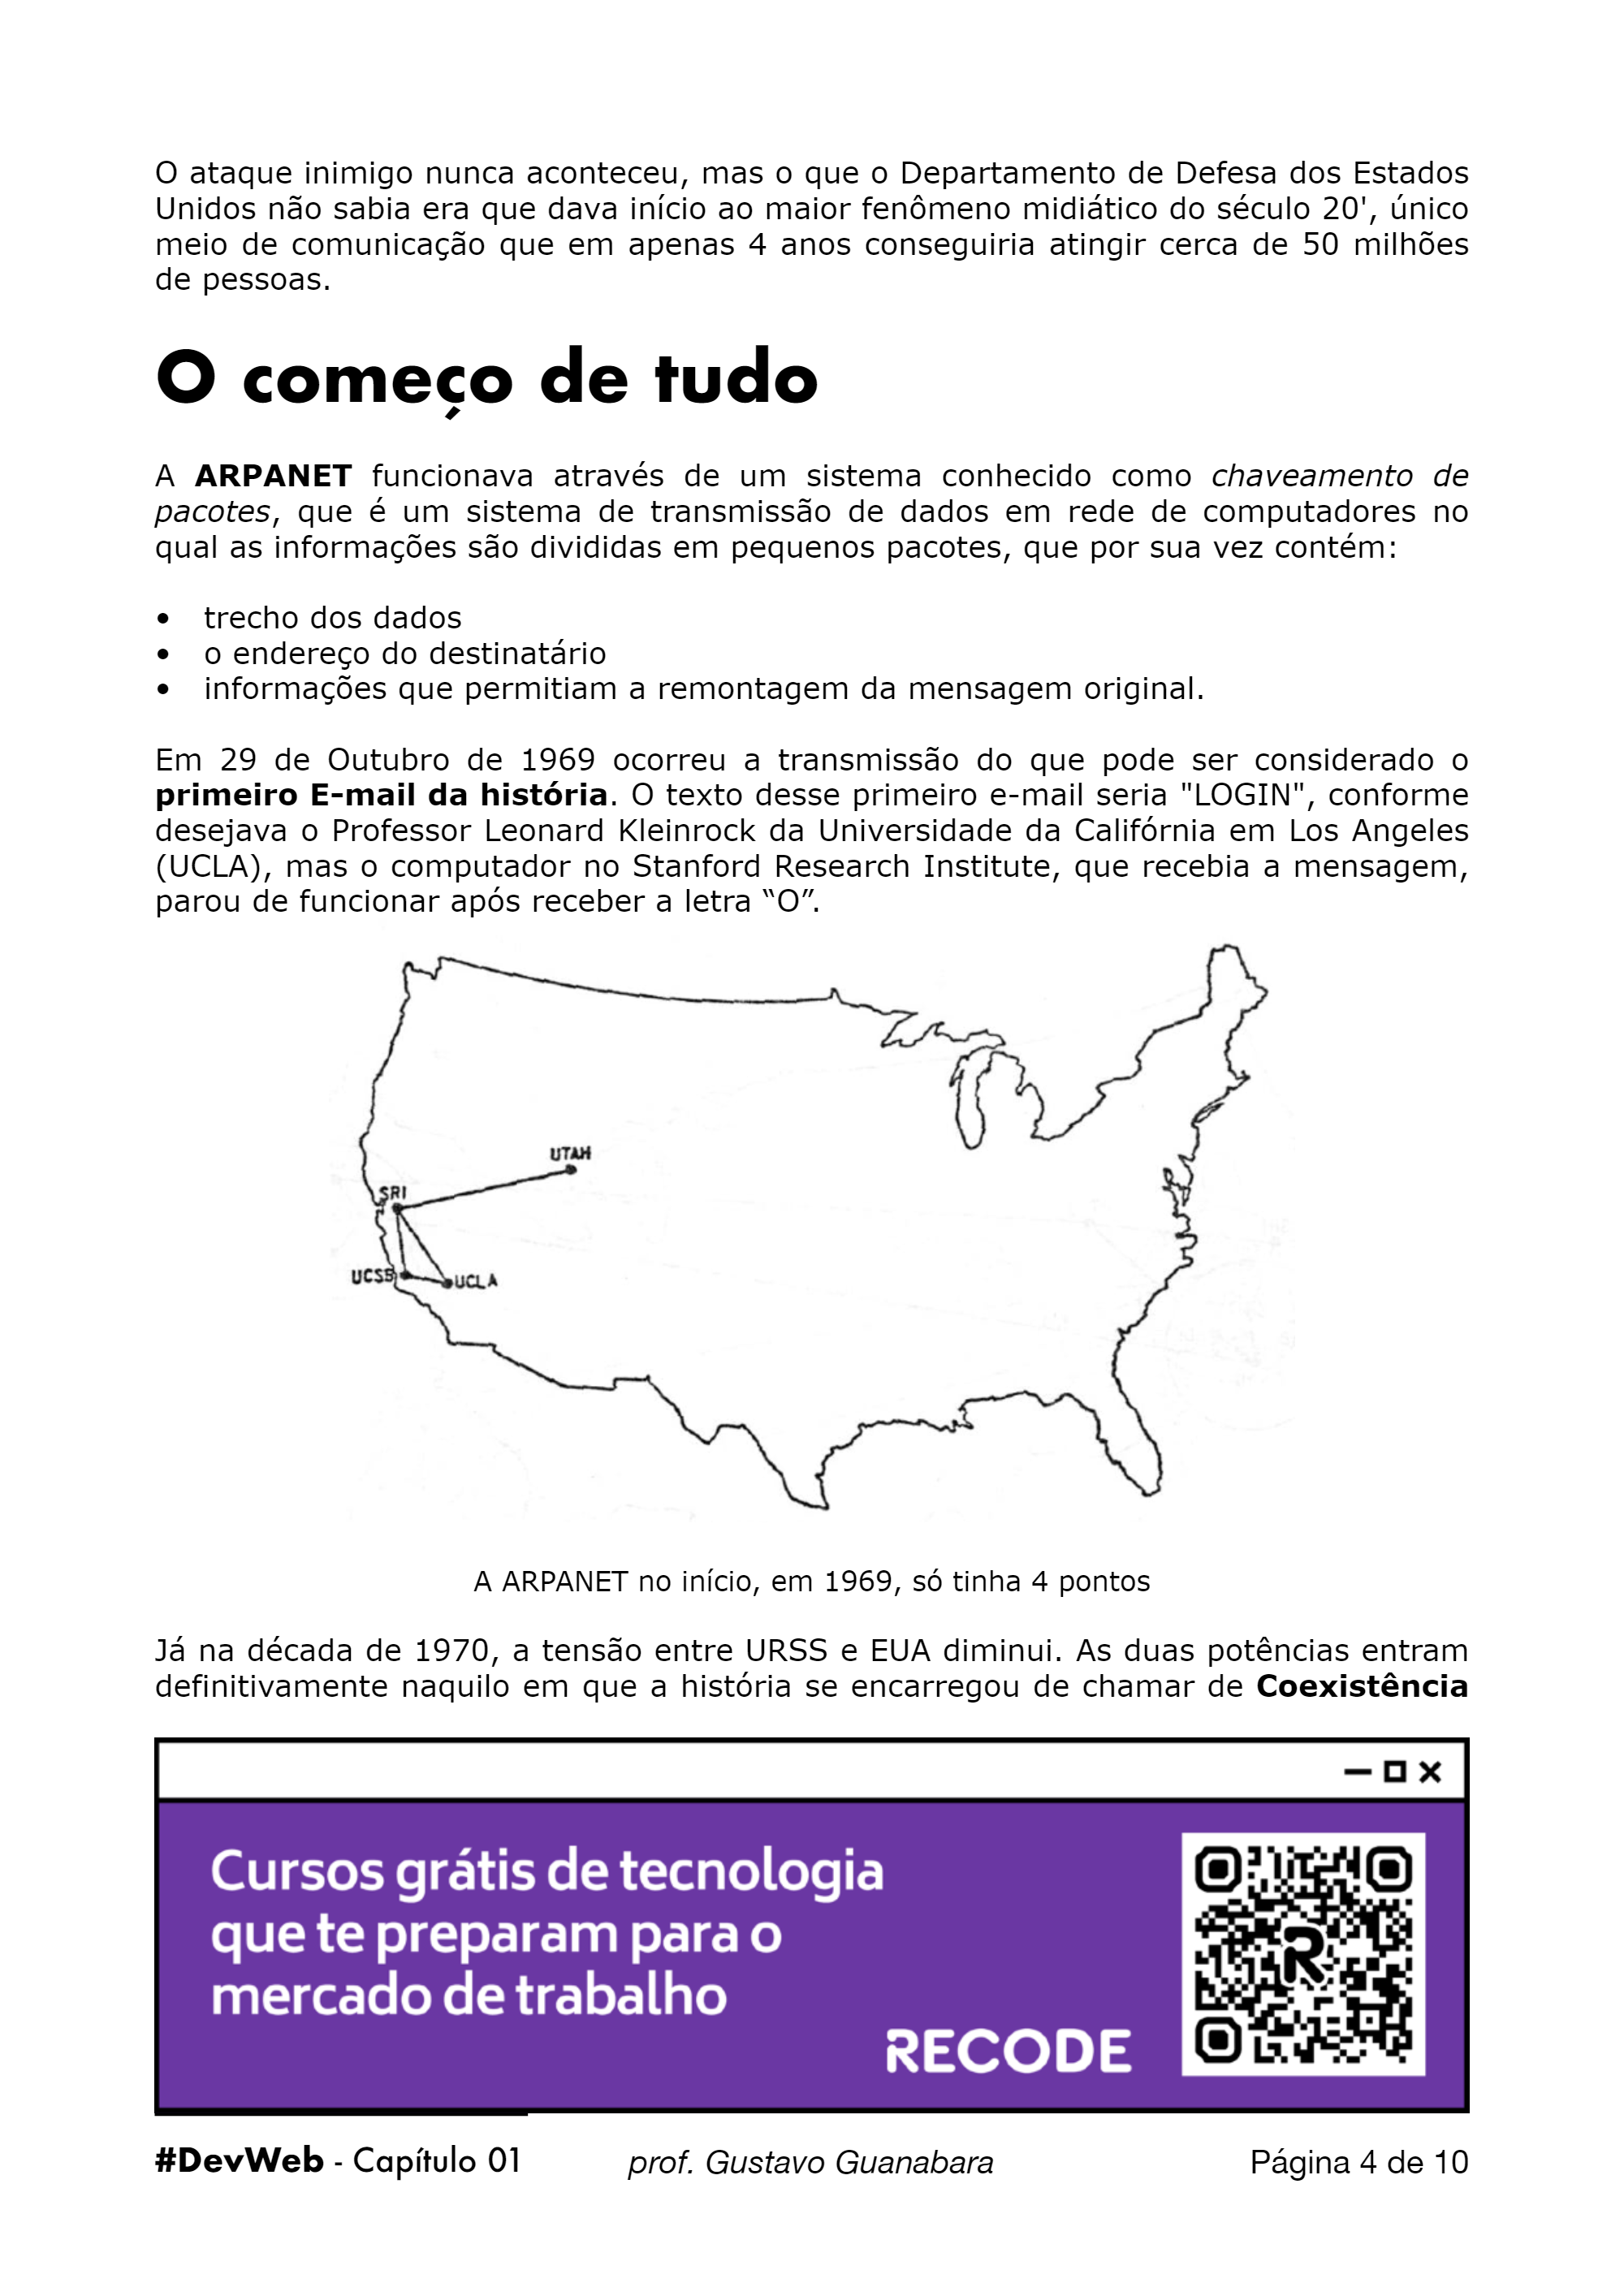 O ataque inimigo nunca aconteceu, mas o que o Departamento de Defesa dos Estados
Unidos não sabia era que dava início ao maior fenômeno midiático do século 20', único
meio de comunicação que em apenas 4 anos conseguiria atingir cerca de 50 milhões
de pessoas.
O começo de tudo
A ARPANET funcionava através de um sistema conhecido como chaveamento de
pacotes, que é um sistema de transmissão de dados em rede de computadores no
qual as informações são divididas em pequenos pacotes, que por sua vez contém:
• trecho dos dados
• o endereço do destinatário
• informações que permitiam a remontagem da mensagem original.
Em 29 de Outubro de 1969 ocorreu a transmissão do que pode ser considerado o
primeiro E-mail da história. O texto desse primeiro e-mail seria "LOGIN", conforme
desejava o Professor Leonard Kleinrock da Universidade da Califórnia em Los Angeles
(UCLA), mas o computador no Stanford Research Institute, que recebia a mensagem,
parou de funcionar após receber a letra “O”.
UTAH
SRI
UCSB
UCLA
A ARPANET no início, em 1969, só tinha 4 pontos
Já na década de 1970, a tensão entre URSS e EUA diminui. As duas potências entram
definitivamente naquilo em que a história se encarregou de chamar de Coexistência
Cursos grátis de tecnologia
que te preparam para o
mercado de trabalho
RECODE
#DevWeb - Capítulo 01 prof. Gustavo Guanabara Página 4 de 10